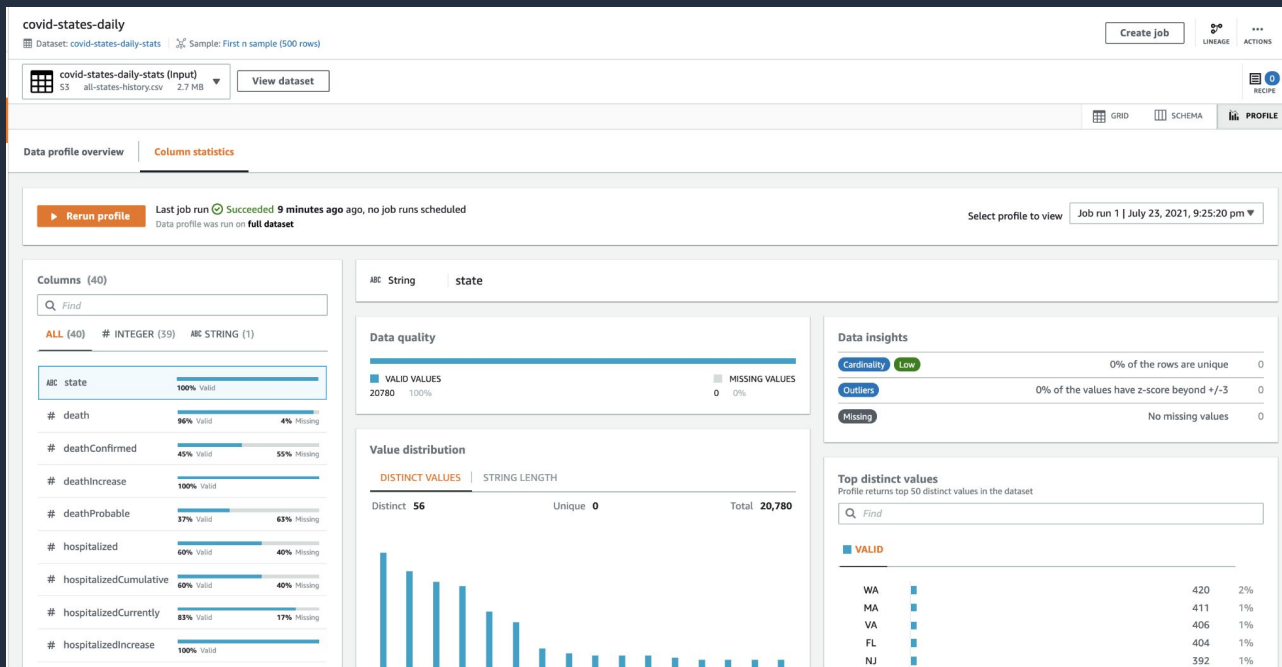 covid-states-daily
Dataset: covid-states-daily-stats Sample: First n sample (500 rows)
Create job
LINEAGE
ACTIONS
covid-states-daily-stats (Input)
S3 all-states-history.csv 2.7 MB
View dataset
0
RECIPE
GRID SCHEMA PROFILE
Data profile overview Column statistics
Rerun profile
Last job run Succeeded 9 minutes ago ago, no job runs scheduled
Data profile was run on full dataset
Select profile to view Job run 1 | July 23, 2021, 9:25:20 pm
Columns (40)
Find
ALL (40) # INTEGER (39) ABC STRING (1)
ABC state
100% Valid
# death
96% Valid 4% Missing
# deathConfirmed
45% Valid 55% Missing
# deathIncrease
100% Valid
# deathProbable
37% Valid 63% Missing
# hospitalized
60% Valid 40% Missing
# hospitalizedCumulative
60% Valid 40% Missing
# hospitalizedCurrently
83% Valid 17% Missing
# hospitalizedIncrease
100% Valid
ABC String state
Data quality
VALID VALUES MISSING VALUES
20780 100% 0 0%
Value distribution
DISTINCT VALUES STRING LENGTH
Distinct 56 Unique 0 Total 20,780
Data insights
Cardinality Low 0% of the rows are unique 0
Outliers 0% of the values have z-score beyond +/-3 0
Missing No missing values 0
Top distinct values
Profile returns top 50 distinct values in the dataset
Find
VALID
WA 420 2%
MA 411 1%
VA 406 1%
FL 404 1%
NJ 392 1%